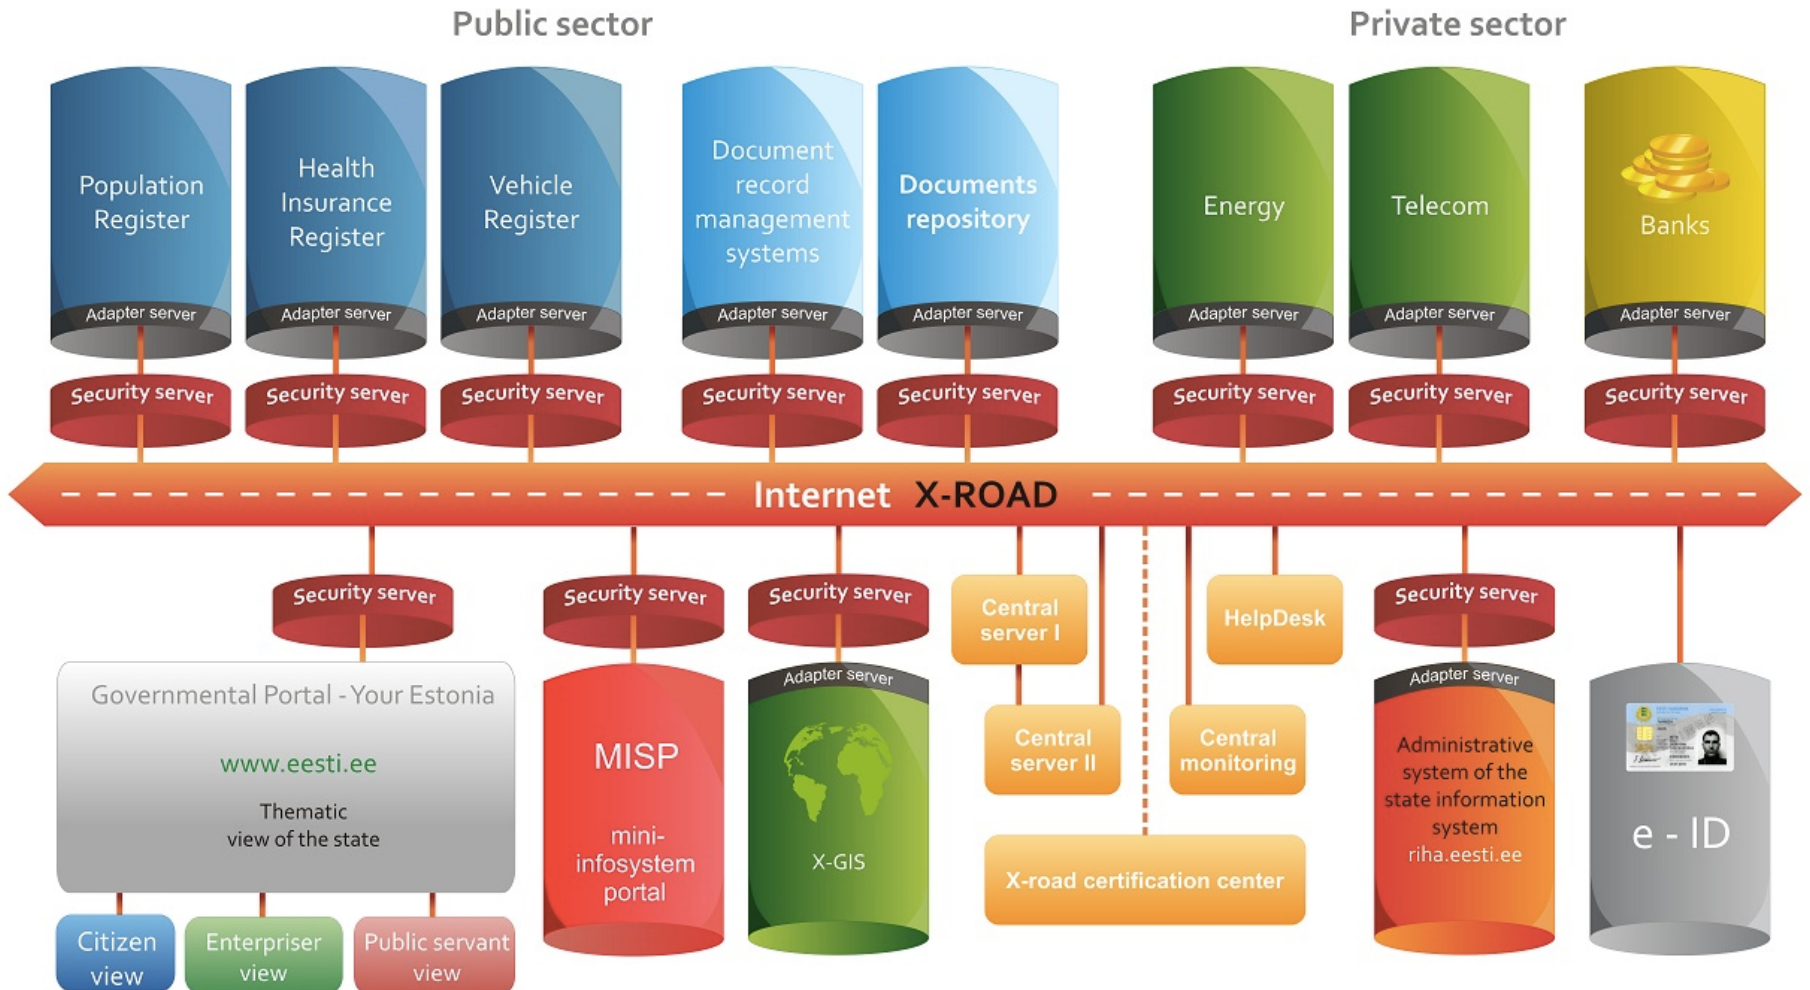 Public sector
Private sector
Population
Register
Health
Insurance
Register
Vehicle
Register
Document
record
management
systems
Documents
repository
Energy
Telecom
Banks
Adapter server
Adapter server
Adapter server
Adapter server
Adapter server
Adapter server
Adapter server
Adapter server
Security server
Security server
Security server
Security server
Security server
Security server
Security server
Security server
Internet X-ROAD
Security server
Security server
Security server
Central
server I
HelpDesk
Security server
Governmental Portal - Your Estonia
www.eesti.ee
Thematic
view of the state
MISP
mini-
infosystem
portal
Adapter server
X-GIS
Central
server II
Central
monitoring
X-road certification center
Adapter server
Administrative
system of the
state information
system
riha.eesti.ee
e - ID
Citizen
view
Enterpriser
view
Public servant
view